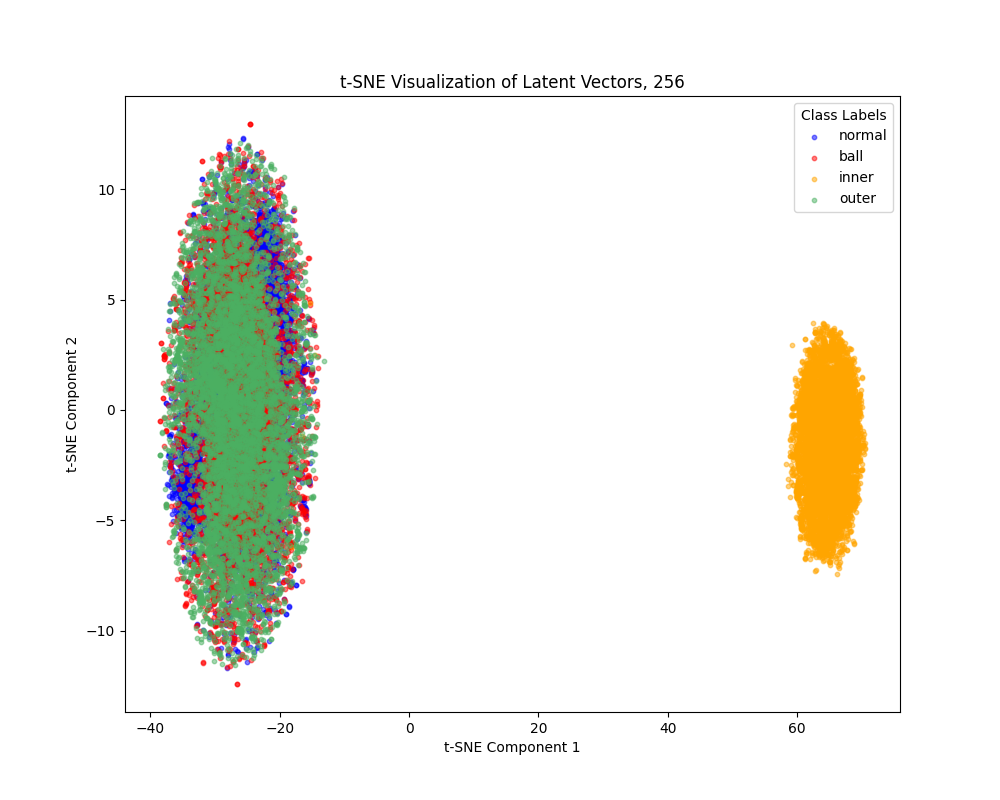 t-SNE Visualization of Latent Vectors, 256
Class Labels
normal
ball
inner
outer
10
5
0
−5
−10
t-SNE Component 2
−40
−20
0
20
40
60
t-SNE Component 1